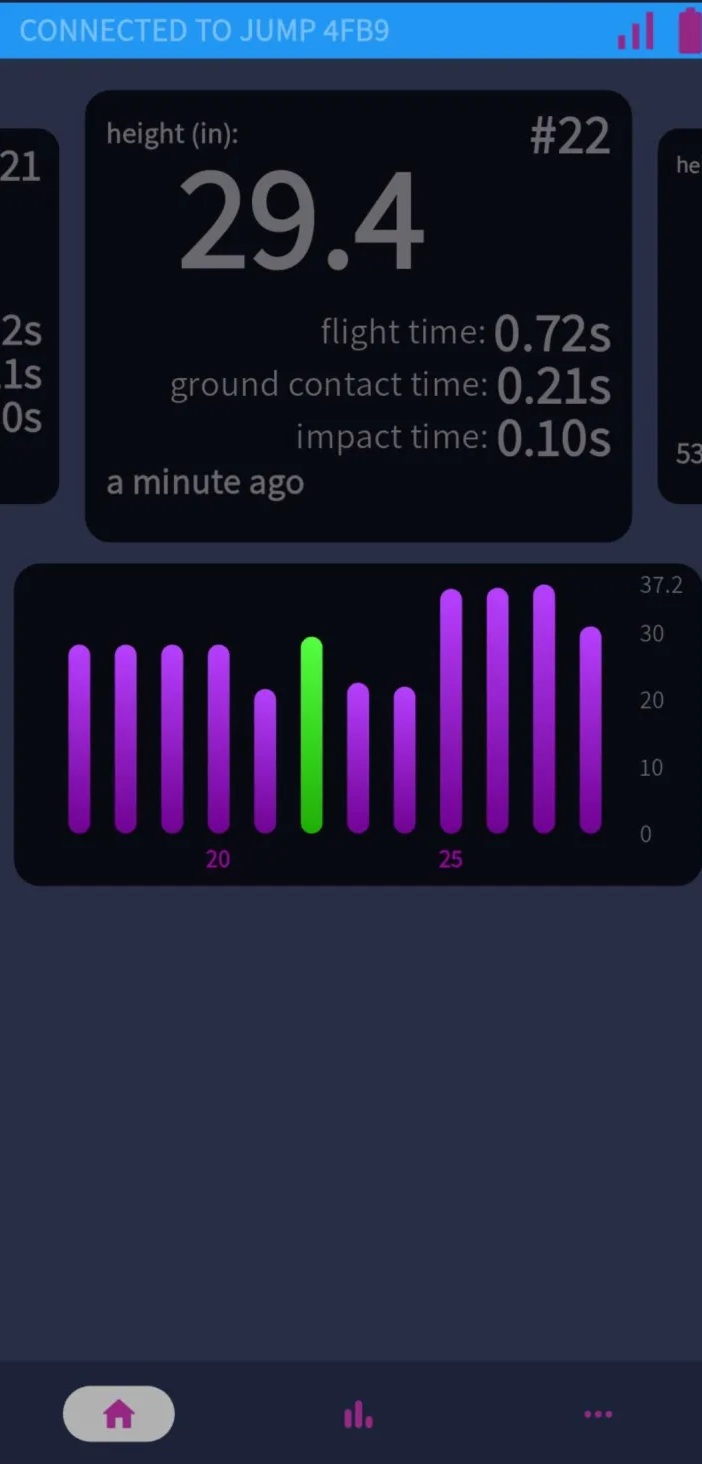 CONNECTED TO JUMP 4FB9
21
2s
1s
0s
height (in):
#22
29.4
flight time: 0.72s
ground contact time: 0.21s
impact time: 0.10s
a minute ago
he
53
37.2
30
20
10
0
20
25